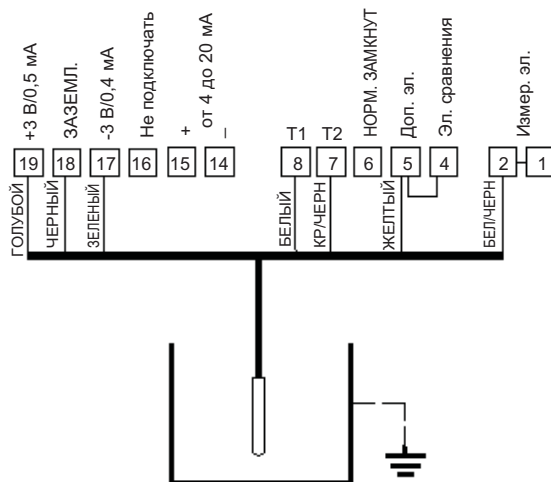 +3 В/0,5 мА
ЗАЗЕМЛ.
-3 В/0,4 мА
Не подключать
+
от 4 до 20 мА
–
T1
T2
НОРМ. ЗАМКНУТ
Доп. эл.
Эл. сравнения
Измер. эл.
19
18
17
16
15
14
8
7
6
5
4
2
1
ГОЛУБОЙ
ЧЕРНЫЙ
ЗЕЛЕНЫЙ
БЕЛЫЙ
КР/ЧЕРН
ЖЕЛТЫЙ
БЕЛ/ЧЕРН